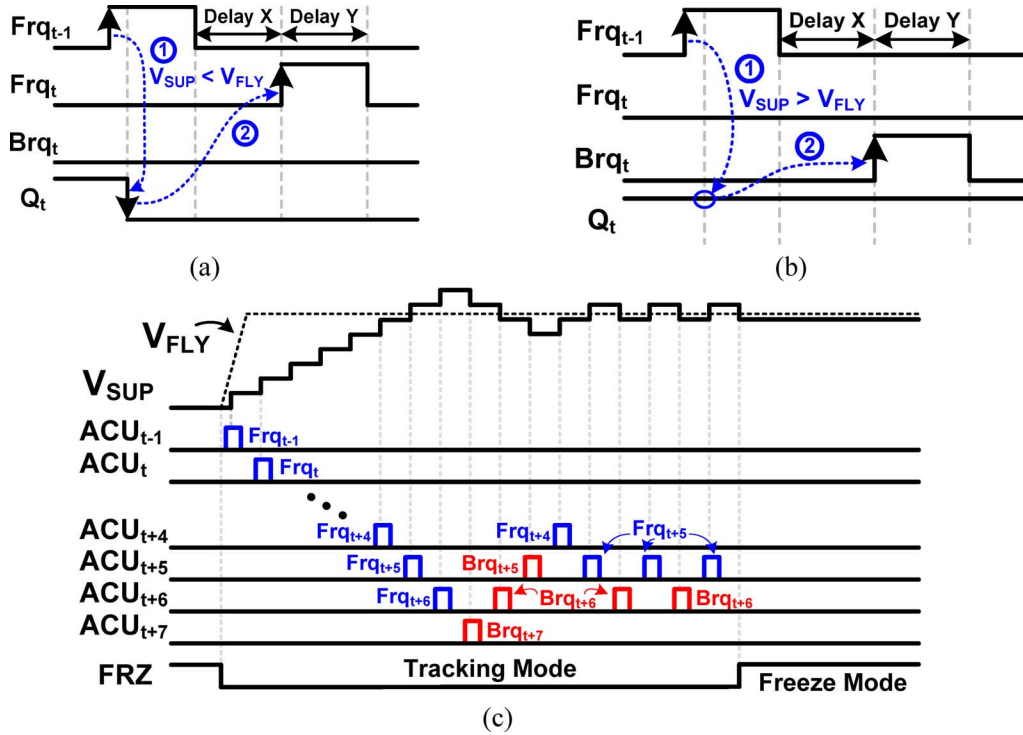 Frqt-1
Delay X
Delay Y
1
VSUP < VFLY
Frqt
2
Brqt
Qt
(a)
Frqt-1
Delay X
Delay Y
1
VSUP > VFLY
Frqt
2
Brqt
Qt
(b)
VFLY
VSUP
ACUt-1
Frqt-1
ACUt
Frqt
ACUt+4
Frqt+4
Frqt+4
Frqt+5
ACUt+5
Frqt+5
Brqt+5
ACUt+6
Frqt+6
Brqt+6
Brqt+6
ACUt+7
Brqt+7
FRZ
Tracking Mode
Freeze Mode
(c)